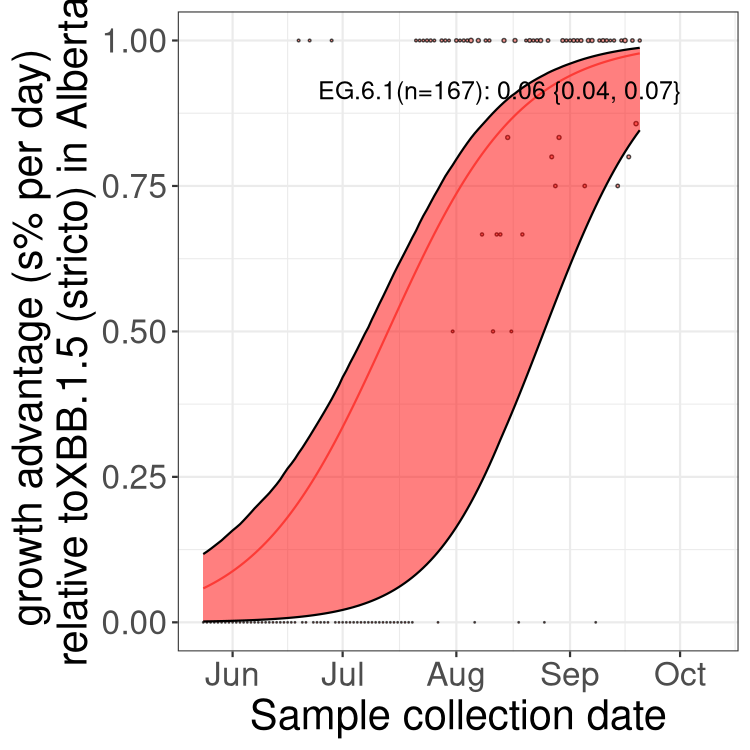 growth advantage (s% per day)
relative toXBB.1.5 (stricto) in Alberta
1.00
0.75
0.50
0.25
0.00
EG.6.1(n=167): 0.06 {0.04, 0.07}
Jun Jul Aug Sep Oct
Sample collection date